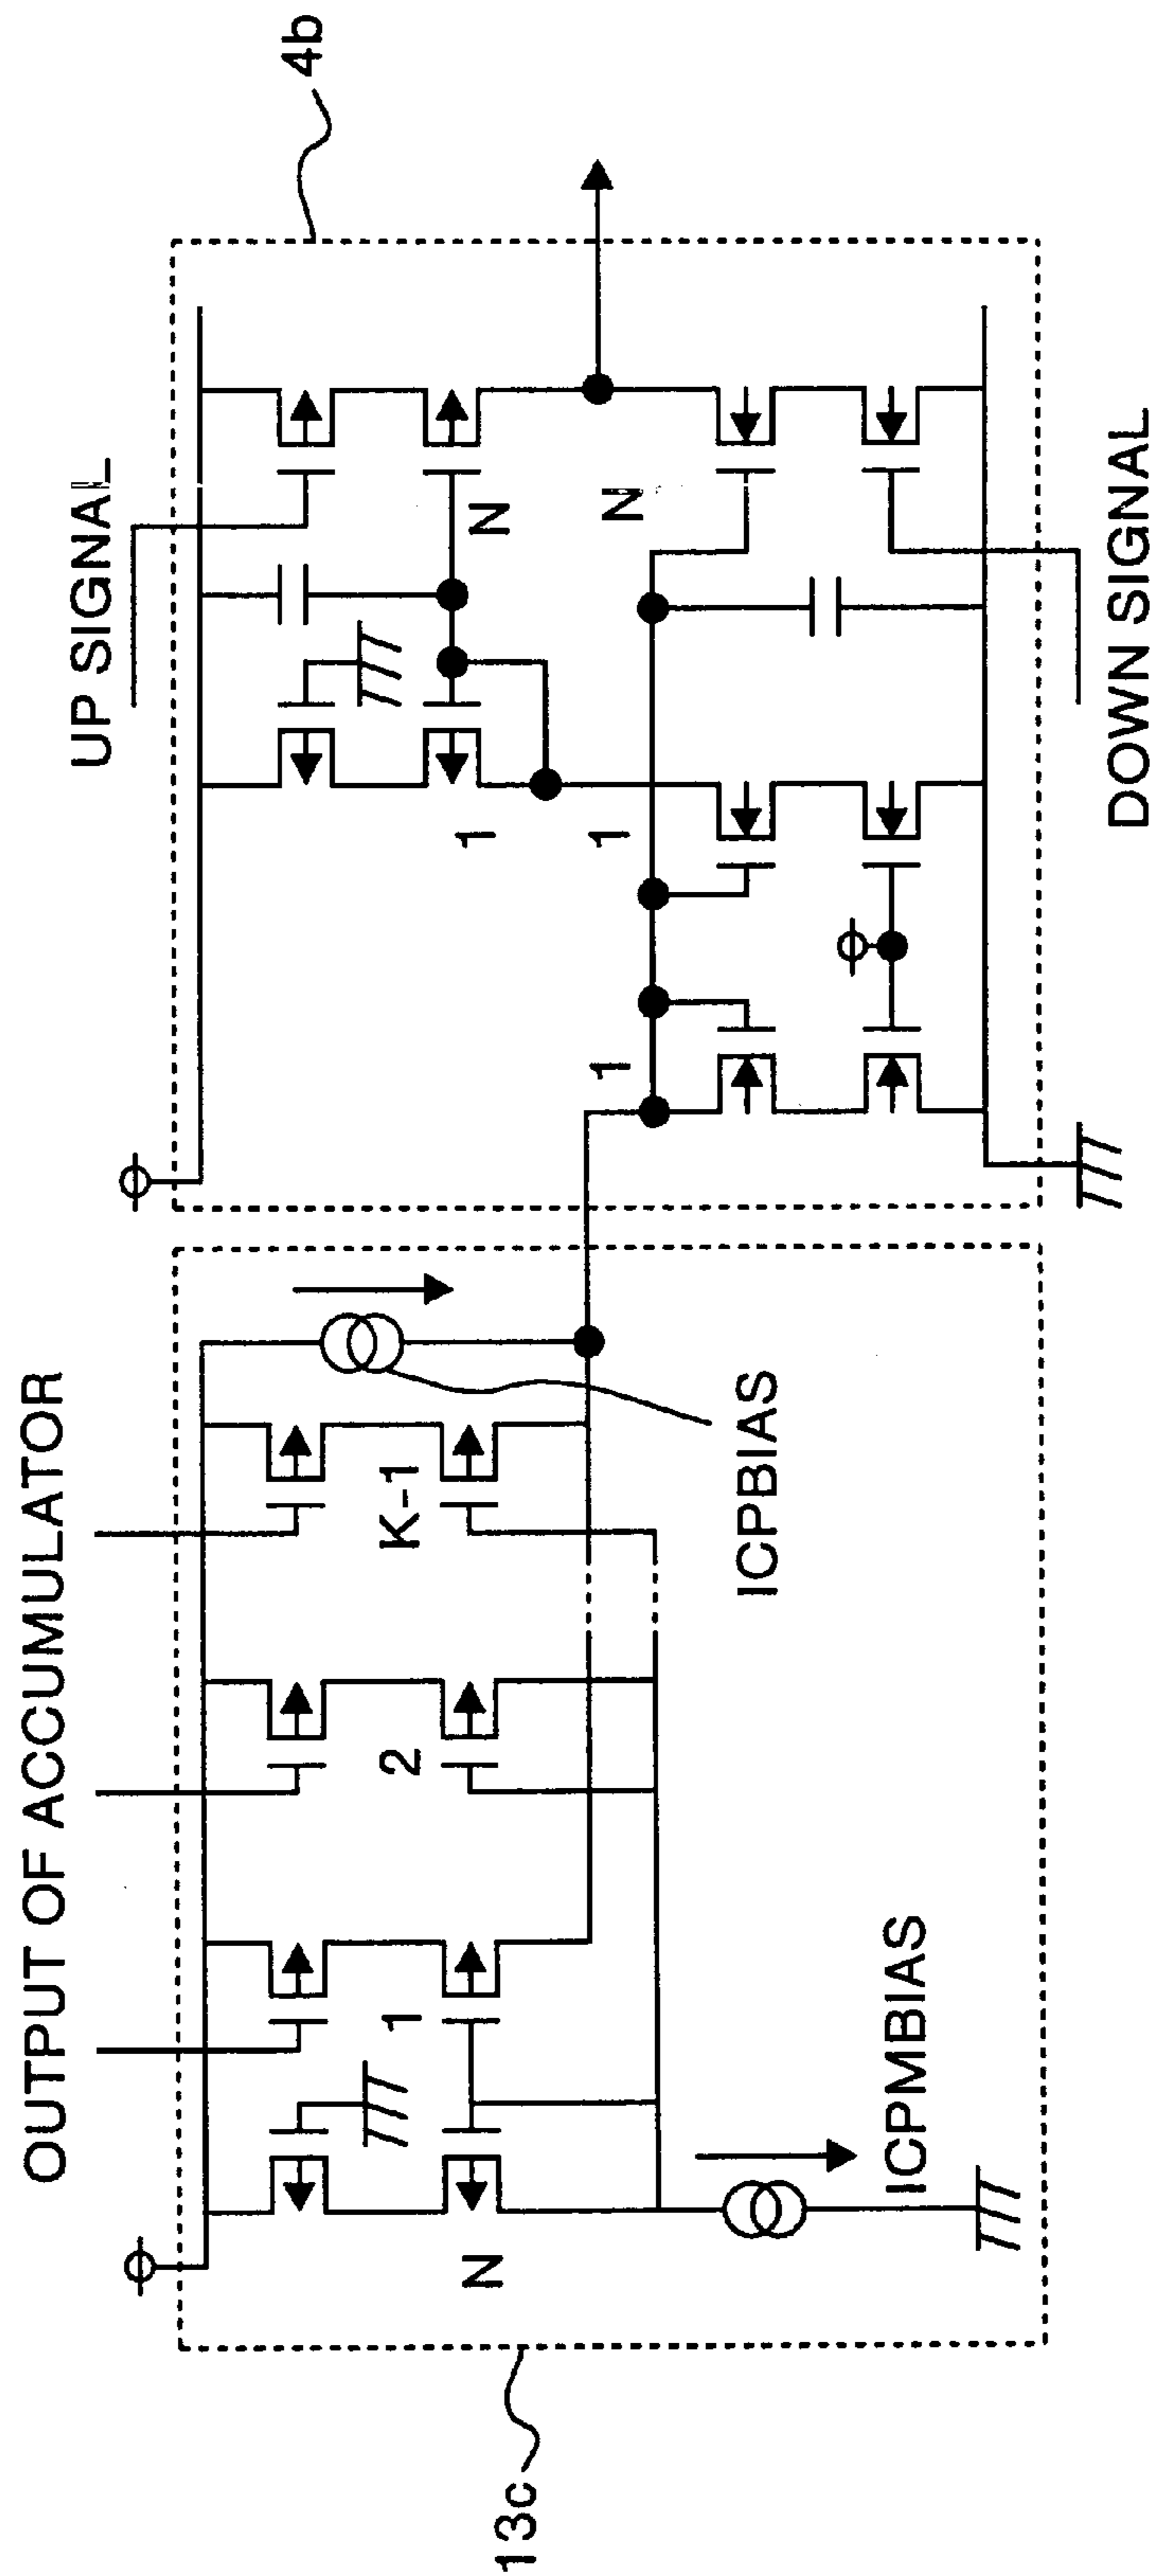 OUTPUT OF ACCUMULATOR
UP SIGNAL
4b
13c
N
1
2
K-1
ICPMBIAS
ICPBIAS
1
1
1
N
N
DOWN SIGNAL